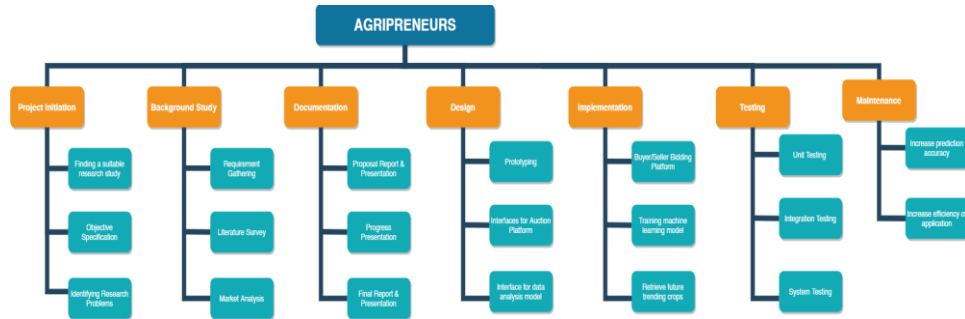 AGRIPRENEURS
Project Initiation
Background Study
Documentation
Design
Implementation
Testing
Maintenance
Finding a suitable
research study
Objective
Specification
Identifying Research
Problems
Requirement
Gathering
Literature Survey
Market Analysis
Proposal Report &
Presentation
Progress
Presentation
Final Report &
Presentation
Prototyping
Interfaces for Auction
Platform
Interface for data
analysis model
Buyer/Seller Bidding
Platform
Training machine
learning model
Retrieve future
trending crops
Unit Testing
Integration Testing
System Testing
Increase prediction
accuracy
Increase efficiency of
application